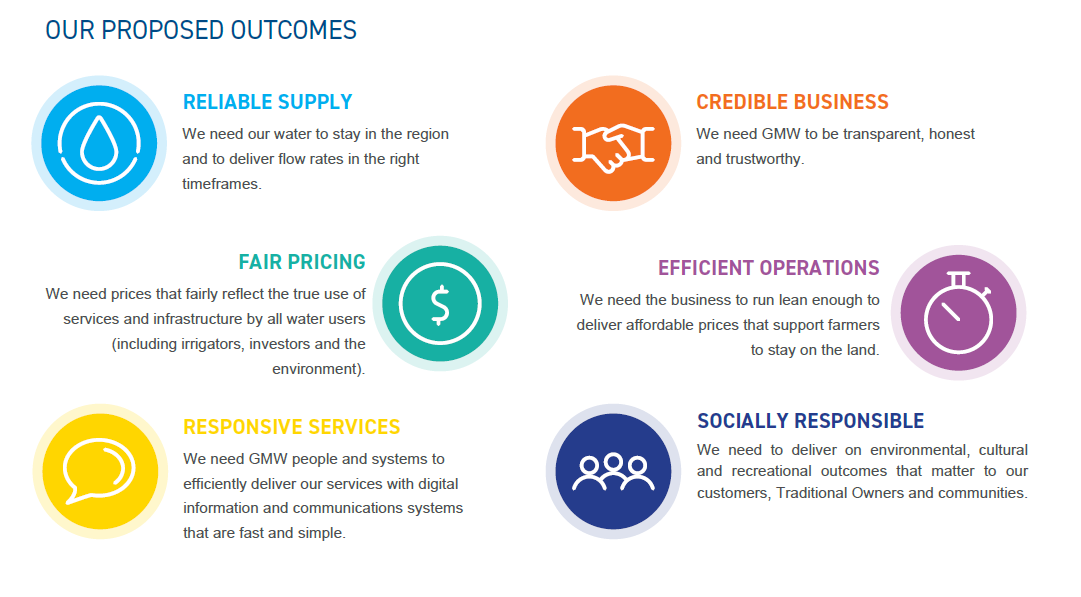 OUR PROPOSED OUTCOMES
RELIABLE SUPPLY
We need our water to stay in the region
and to deliver flow rates in the right
timeframes.
CREDIBLE BUSINESS
We need GMW to be transparent, honest
and trustworthy.
FAIR PRICING
We need prices that fairly reflect the true use of
services and infrastructure by all water users
(including irrigators, investors and the
environment).
$
EFFICIENT OPERATIONS
We need the business to run lean enough to
deliver affordable prices that support farmers
to stay on the land.
RESPONSIVE SERVICES
We need GMW people and systems to
efficiently deliver our services with digital
information and communications systems
that are fast and simple.
SOCIALLY RESPONSIBLE
We need to deliver on environmental, cultural
and recreational outcomes that matter to our
customers, Traditional Owners and communities.